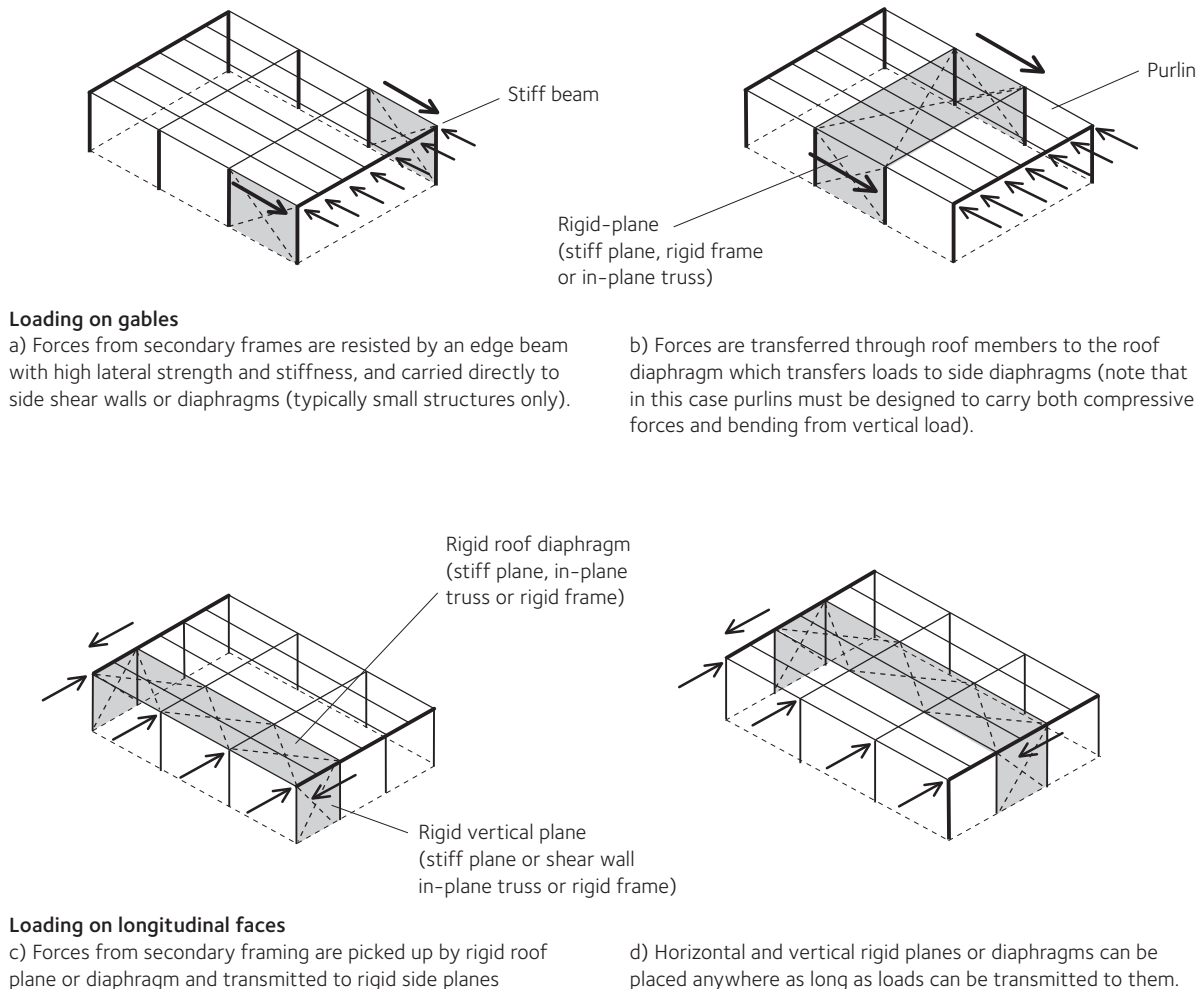 Stiff beam
Purlin
Rigid-plane
(stiff plane, rigid frame
or in-plane truss)
Loading on gables
a) Forces from secondary frames are resisted by an edge beam
with high lateral strength and stiffness, and carried directly to
side shear walls or diaphragms (typically small structures only).
b) Forces are transferred through roof members to the roof
diaphragm which transfers loads to side diaphragms (note that
in this case purlins must be designed to carry both compressive
forces and bending from vertical load).
Rigid roof diaphragm
(stiff plane, in-plane
truss or rigid frame)
Rigid vertical plane
(stiff plane or shear wall
in-plane truss or rigid frame)
Loading on longitudinal faces
c) Forces from secondary framing are picked up by rigid roof
plane or diaphragm and transmitted to rigid side planes
d) Horizontal and vertical rigid planes or diaphragms can be
placed anywhere as long as loads can be transmitted to them.